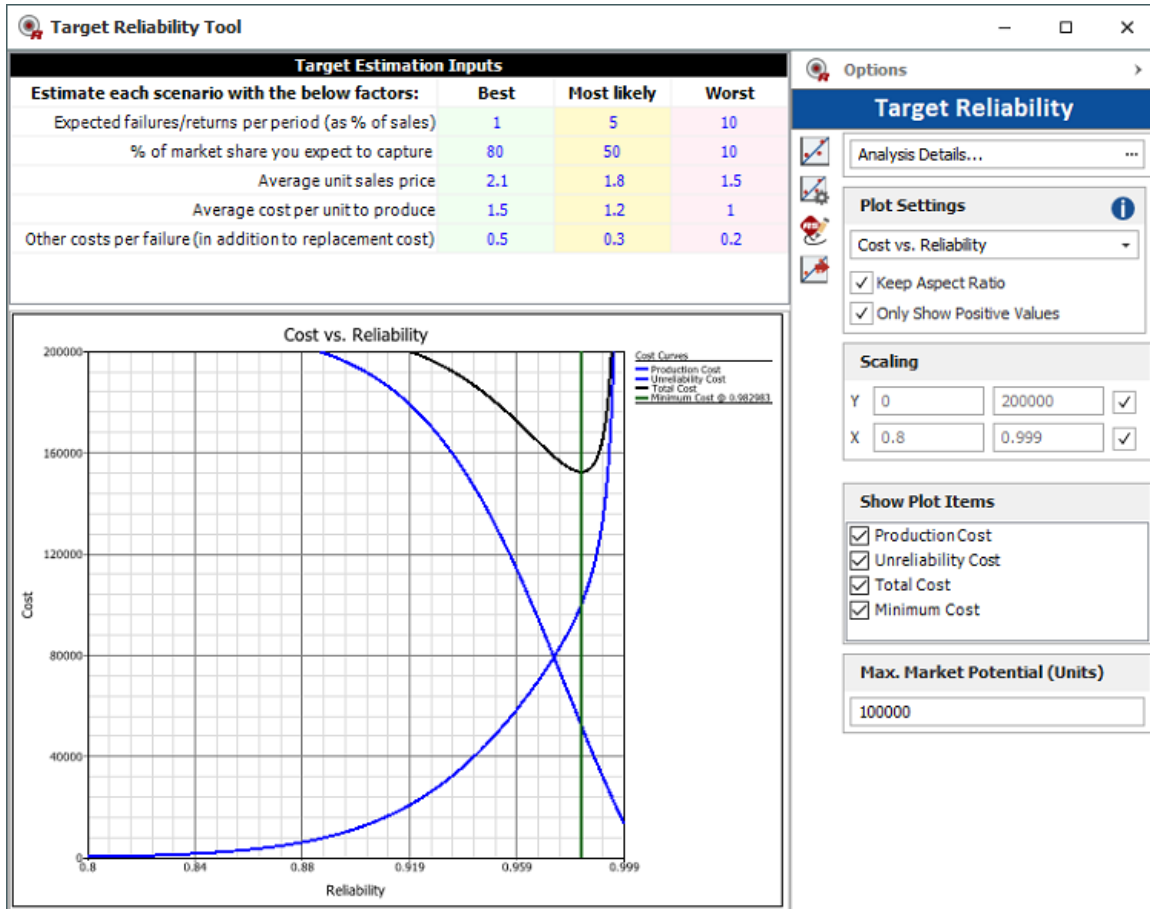 Target Reliability Tool
Target Estimation Inputs
Estimate each scenario with the below factors: Best Most likely Worst
Expected failures/returns per period (as % of sales) 1 5 10
% of market share you expect to capture 80 50 10
Average unit sales price 2.1 1.8 1.5
Average cost per unit to produce 1.5 1.2 1
Other costs per failure (in addition to replacement cost) 0.5 0.3 0.2
Cost vs. Reliability
Cost
200000
160000
120000
80000
40000
0
0.8 0.84 0.88 0.919 0.959 0.999
Reliability
Cost Curves
Production Cost
Unreliability Cost
Total Cost
Minimum Cost @ 0.982983
Options
Target Reliability
Analysis Details... ...
Plot Settings
Cost vs. Reliability
Keep Aspect Ratio
Only Show Positive Values
Scaling
Y 0 200000
X 0.8 0.999
Show Plot Items
Production Cost
Unreliability Cost
Total Cost
Minimum Cost
Max. Market Potential (Units)
100000